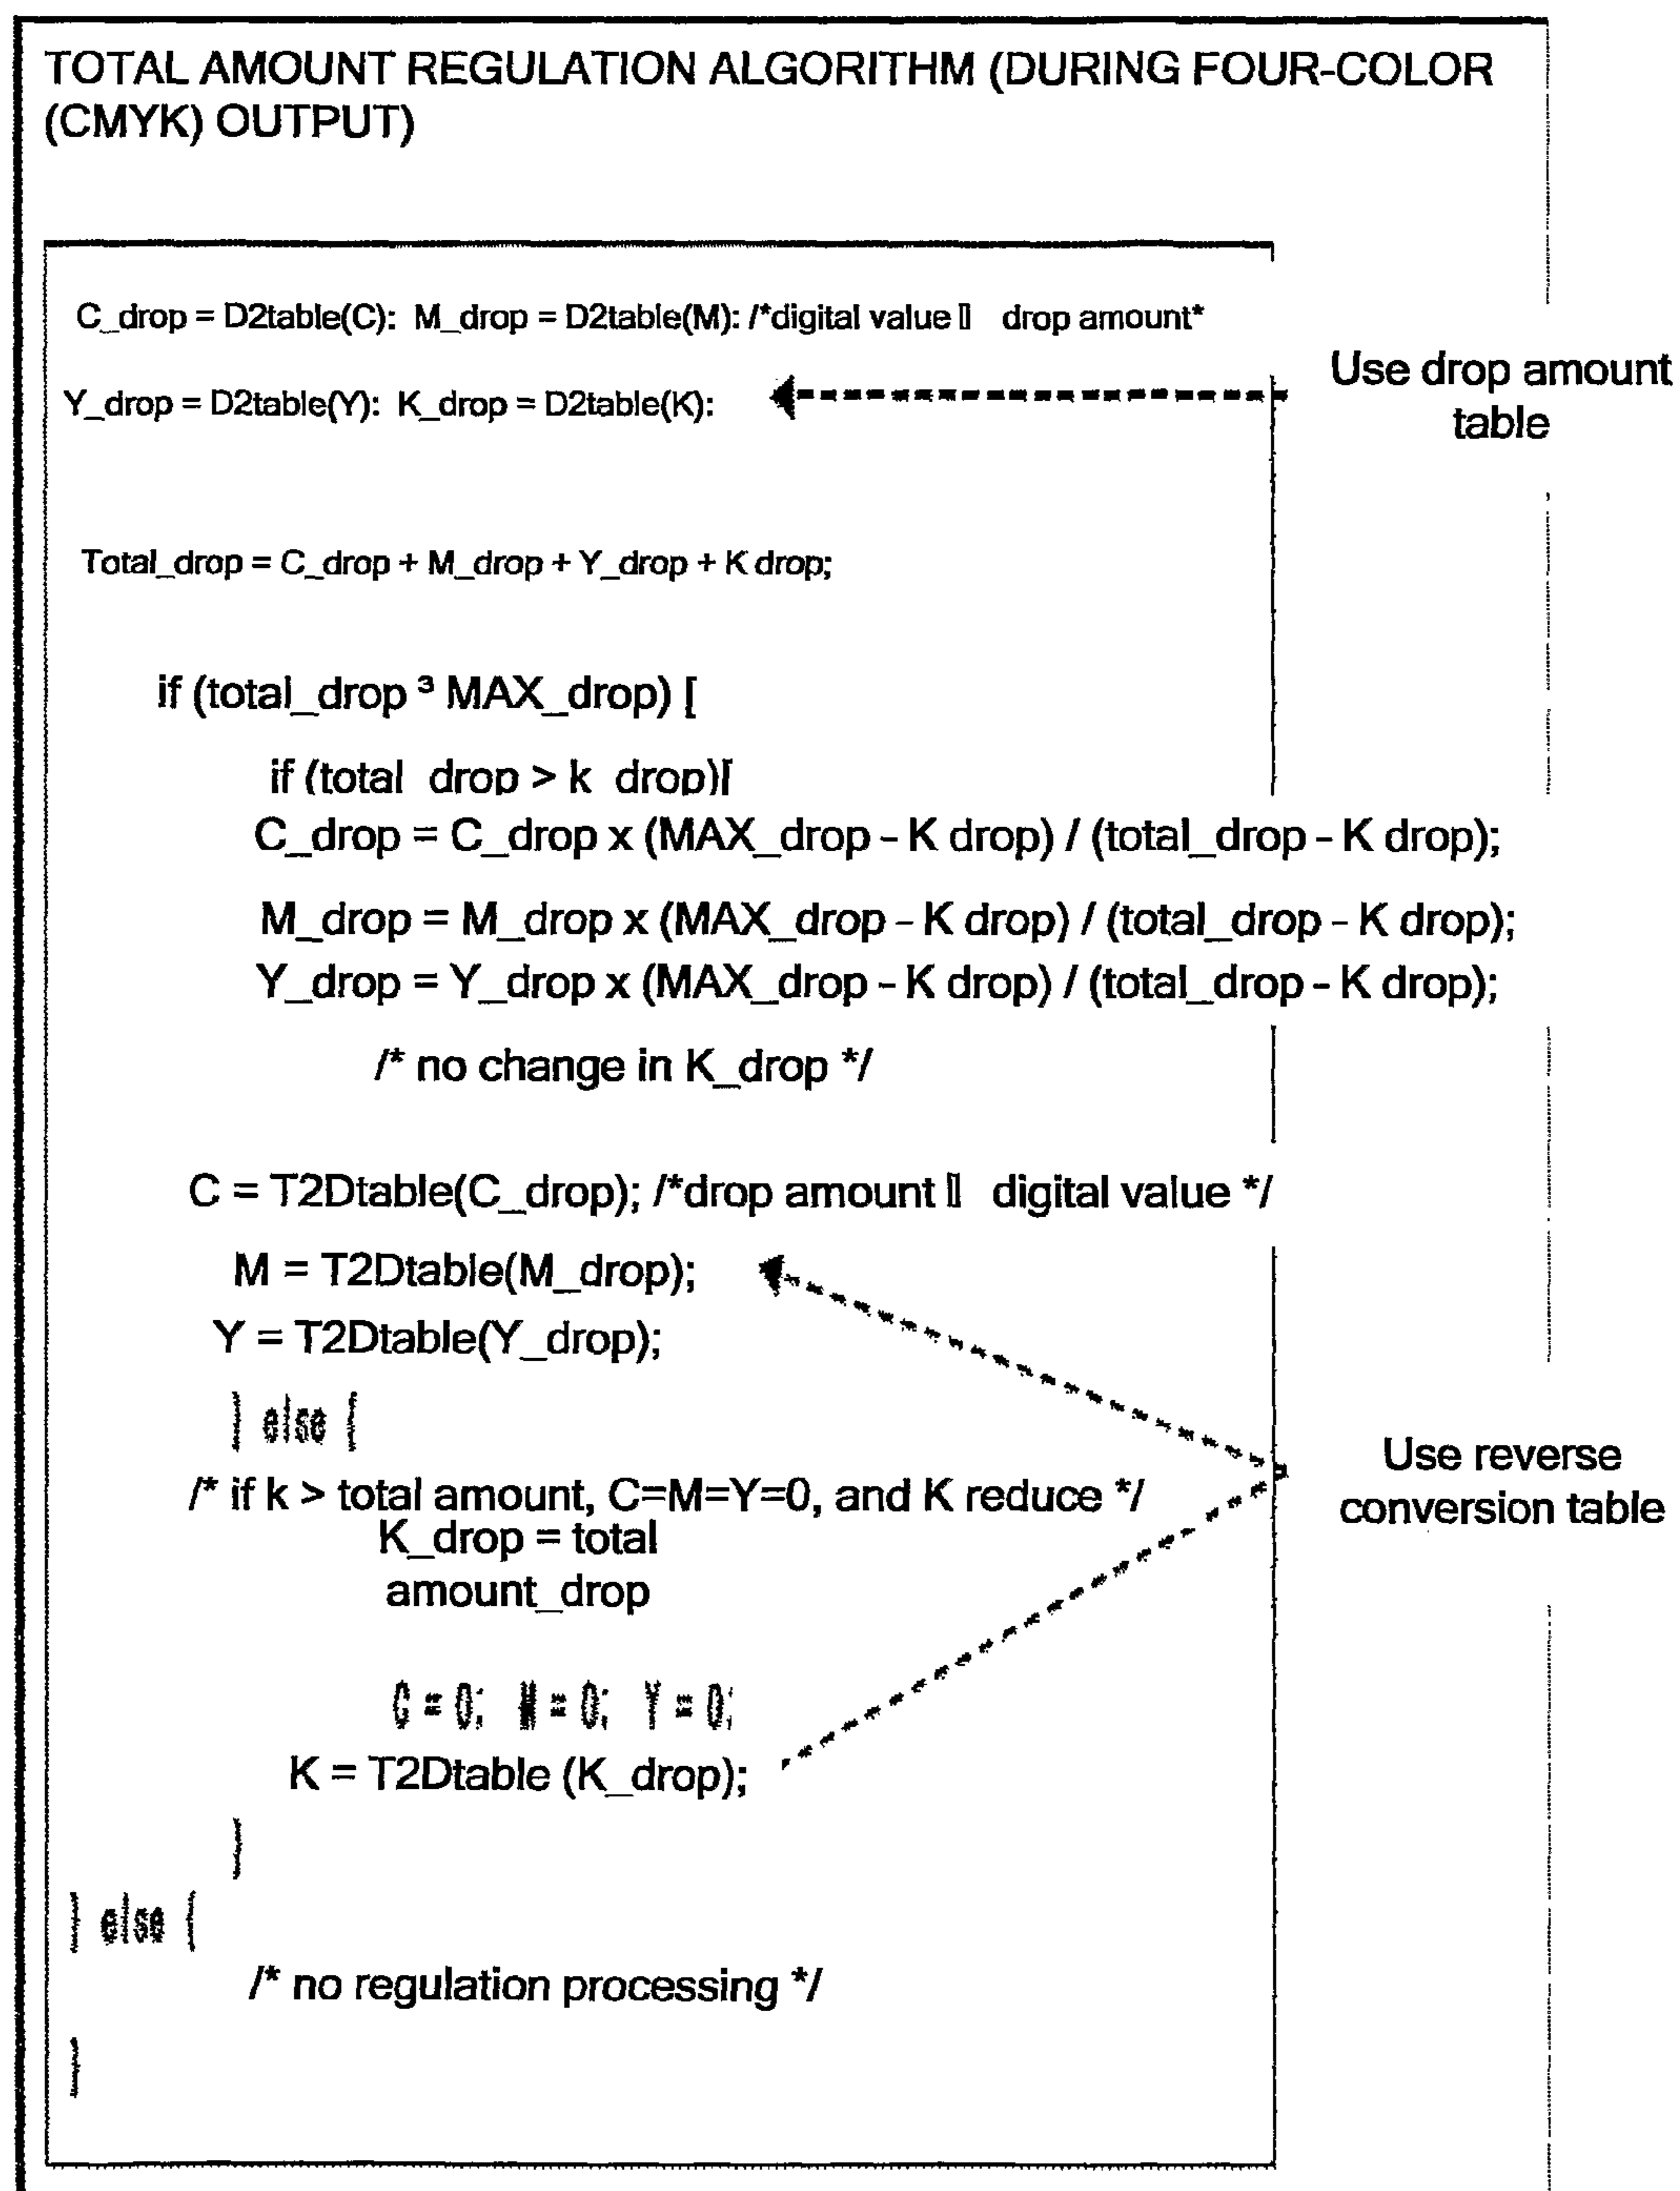 TOTAL AMOUNT REGULATION ALGORITHM (DURING FOUR-COLOR
(CMYK) OUTPUT)
C_drop = D2table(C): M_drop = D2table(M): /*digital value ▯ drop amount*
Y_drop = D2table(Y): K_drop = D2table(K):
Use drop amount
table
Total_drop = C_drop + M_drop + Y_drop + K drop;
if (total_drop ³ MAX_drop) [
if (total_drop > k_drop)[
C_drop = C_drop x (MAX_drop - K drop) / (total_drop - K drop);
M_drop = M_drop x (MAX_drop - K drop) / (total_drop - K drop);
Y_drop = Y_drop x (MAX_drop - K drop) / (total_drop - K drop);
/* no change in K_drop */
C = T2Dtable(C_drop); /*drop amount ▯ digital value */
M = T2Dtable(M_drop);
Y = T2Dtable(Y_drop);
} else {
/* if k > total amount, C=M=Y=0, and K reduce */
K_drop = total
amount_drop
Use reverse
conversion table
C = 0; M = 0; Y = 0;
K = T2Dtable (K_drop);
}
} else {
/* no regulation processing */
}